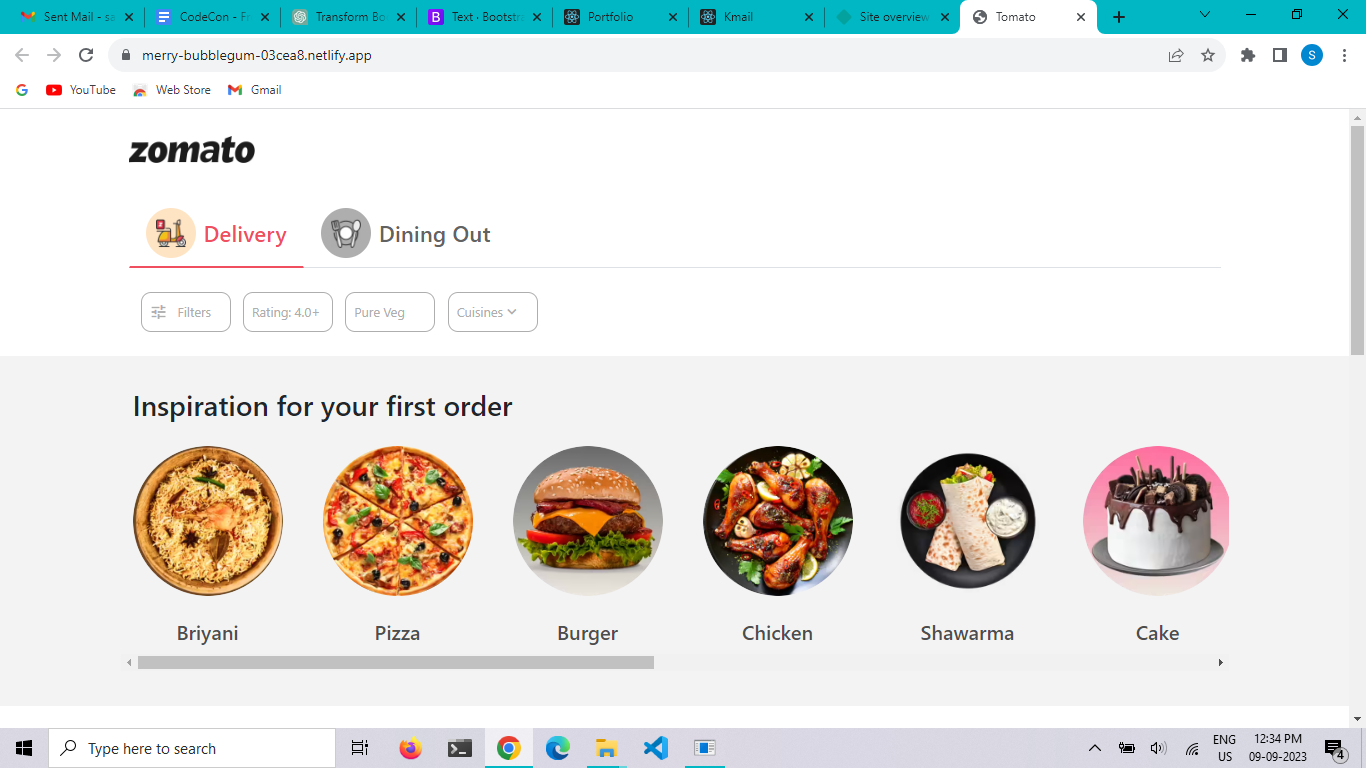 Sent Mail - sa
CodeCon - Fr
Transform Bo
Text · Bootstra
Portfolio
Kmail
Site overview
Tomato
merry-bubblegum-03cea8.netlify.app
S
YouTube
Web Store
Gmail
zomato
Delivery
Dining Out
Filters
Rating: 4.0+
Pure Veg
Cuisines
Inspiration for your first order
Briyani
Pizza
Burger
Chicken
Shawarma
Cake
Type here to search
ENG
US
12:34 PM
09-09-2023
4